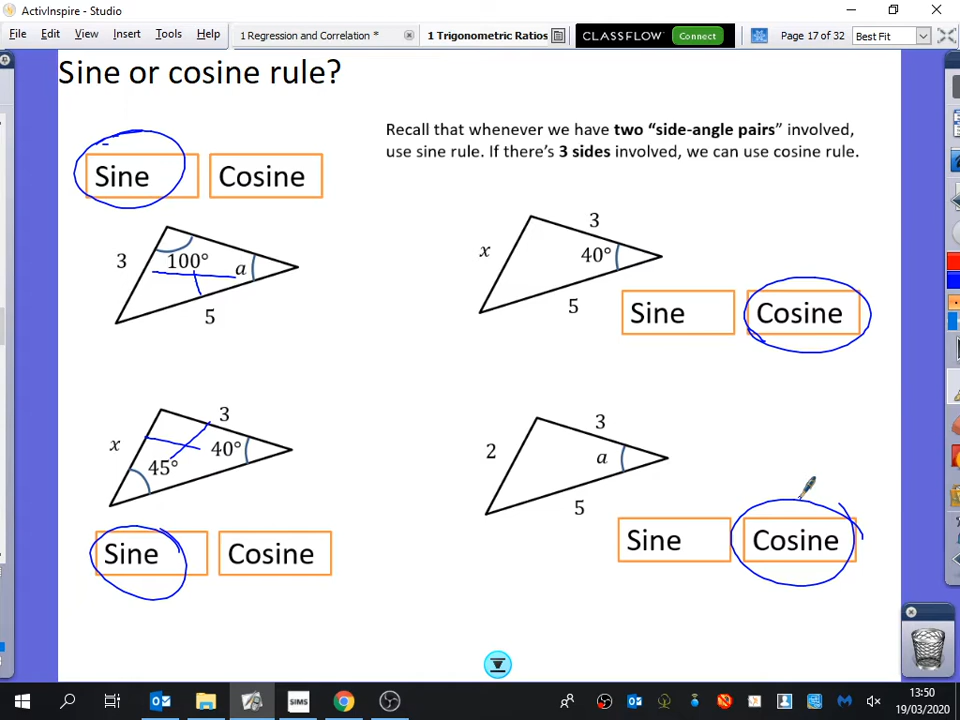 ActivInspire - Studio
File Edit View Insert Tools Help
1 Regression and Correlation *
1 Trigonometric Ratios
CLASSFLOW
Connect
Page 17 of 32
Best Fit
Sine or cosine rule?
Recall that whenever we have two “side-angle pairs” involved,
use sine rule. If there’s 3 sides involved, we can use cosine rule.
Sine Cosine
3
100°
a
5
x
3
40°
5
Sine Cosine
x
3
45°
40°
Sine Cosine
2
3
a
5
Sine Cosine
SIMS
13:50
19/03/2020